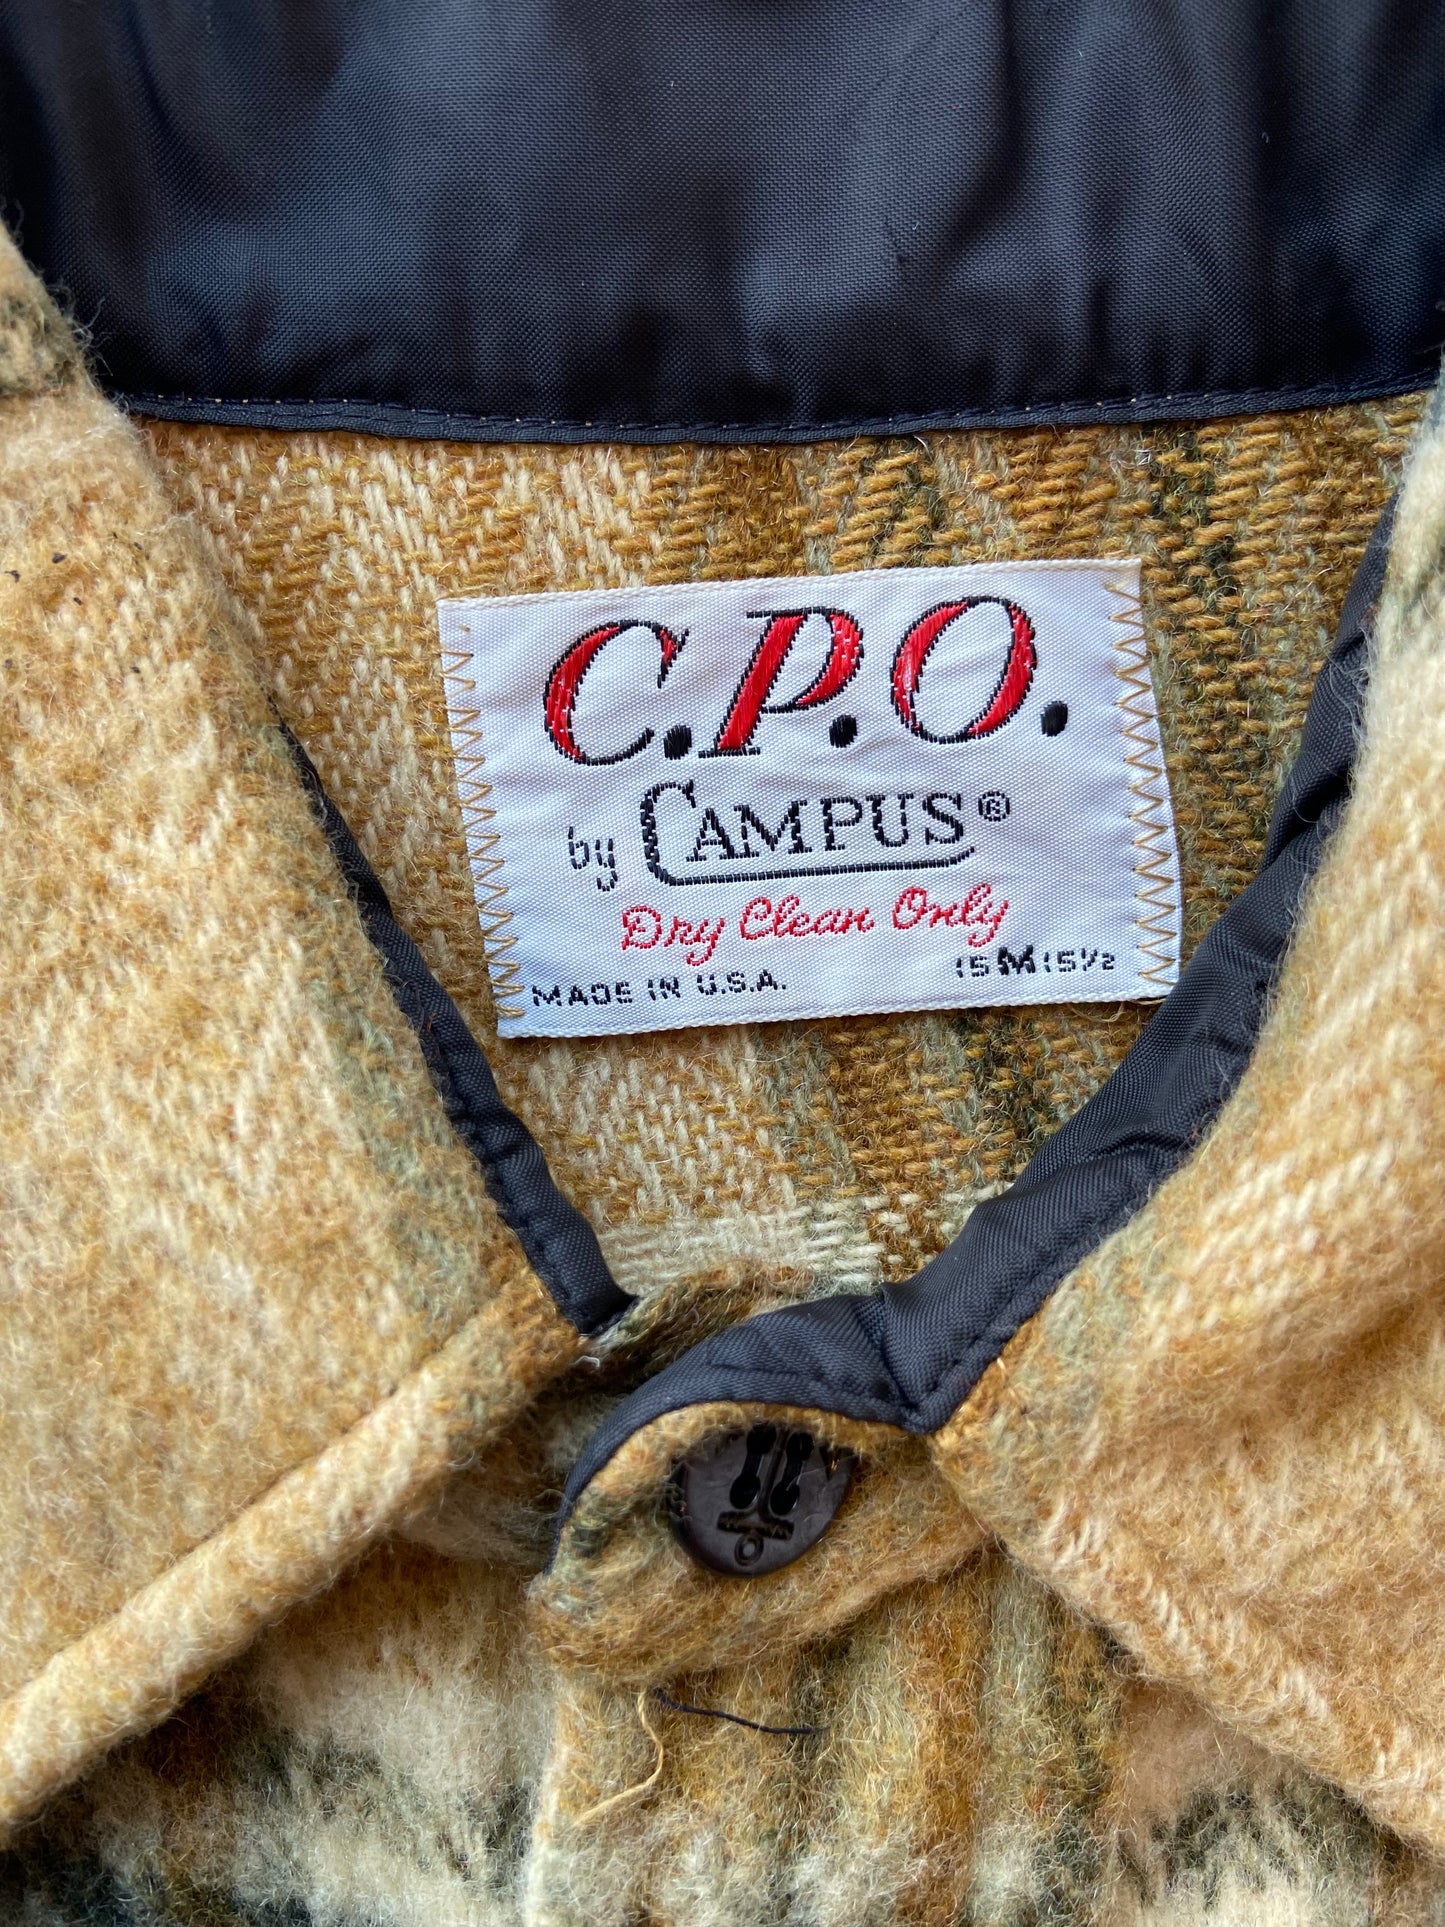 C.P.O.
by CAMPUS®
Dry Clean Only
MADE IN U.S.A. 15 M 15½